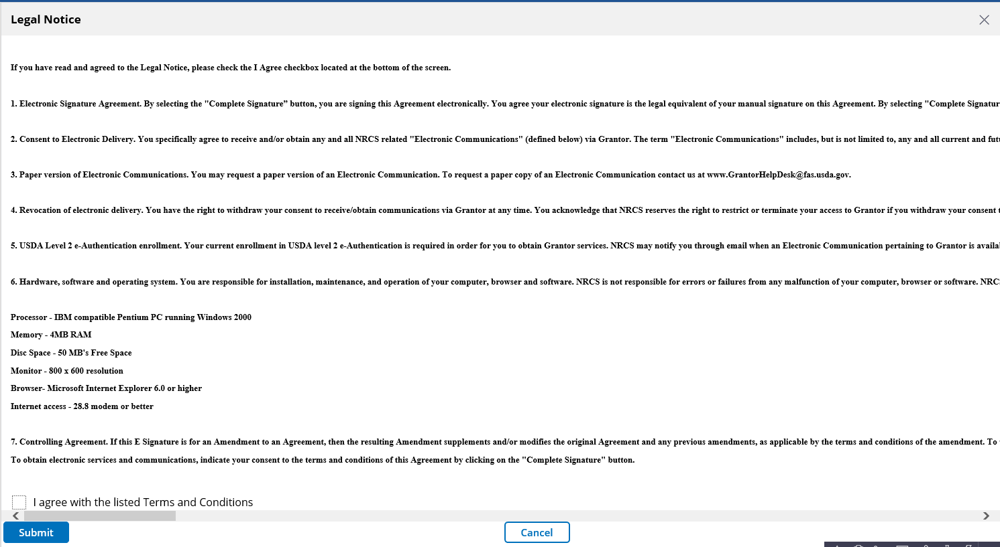 Legal Notice
If you have read and agreed to the Legal Notice, please check the I Agree checkbox located at the bottom of the screen.
1. Electronic Signature Agreement. By selecting the "Complete Signature” button, you are signing this Agreement electronically. You agree your electronic signature is the legal equivalent of your manual signature on this Agreement. By selecting "Complete Signatur
2. Consent to Electronic Delivery. You specifically agree to receive and/or obtain any and all NRCS related "Electronic Communications" (defined below) via Grantor. The term "Electronic Communications" includes, but is not limited to, any and all current and fut
3. Paper version of Electronic Communications. You may request a paper version of an Electronic Communication. To request a paper copy of an Electronic Communication contact us at www.GrantorHelpDesk@fas.usda.gov.
4. Revocation of electronic delivery. You have the right to withdraw your consent to receive/obtain communications via Grantor at any time. You acknowledge that NRCS reserves the right to restrict or terminate your access to Grantor if you withdraw your consent
5. USDA Level 2 e-Authentication enrollment. Your current enrollment in USDA level 2 e-Authentication is required in order for you to obtain Grantor services. NRCS may notify you through email when an Electronic Communication pertaining to Grantor is availa
6. Hardware, software and operating system. You are responsible for installation, maintenance, and operation of your computer, browser and software. NRCS is not responsible for errors or failures from any malfunction of your computer, browser or software. NRC
Processor - IBM compatible Pentium PC running Windows 2000
Memory - 4MB RAM
Disc Space - 50 MB's Free Space
Monitor - 800 x 600 resolution
Browser- Microsoft Internet Explorer 6.0 or higher
Internet access - 28.8 modem or better
7. Controlling Agreement. If this E Signature is for an Amendment to an Agreement, then the resulting Amendment supplements and/or modifies the original Agreement and any previous amendments, as applicable by the terms and conditions of the amendment. To
To obtain electronic services and communications, indicate your consent to the terms and conditions of this Agreement by clicking on the "Complete Signature" button.
I agree with the listed Terms and Conditions
Submit
Cancel